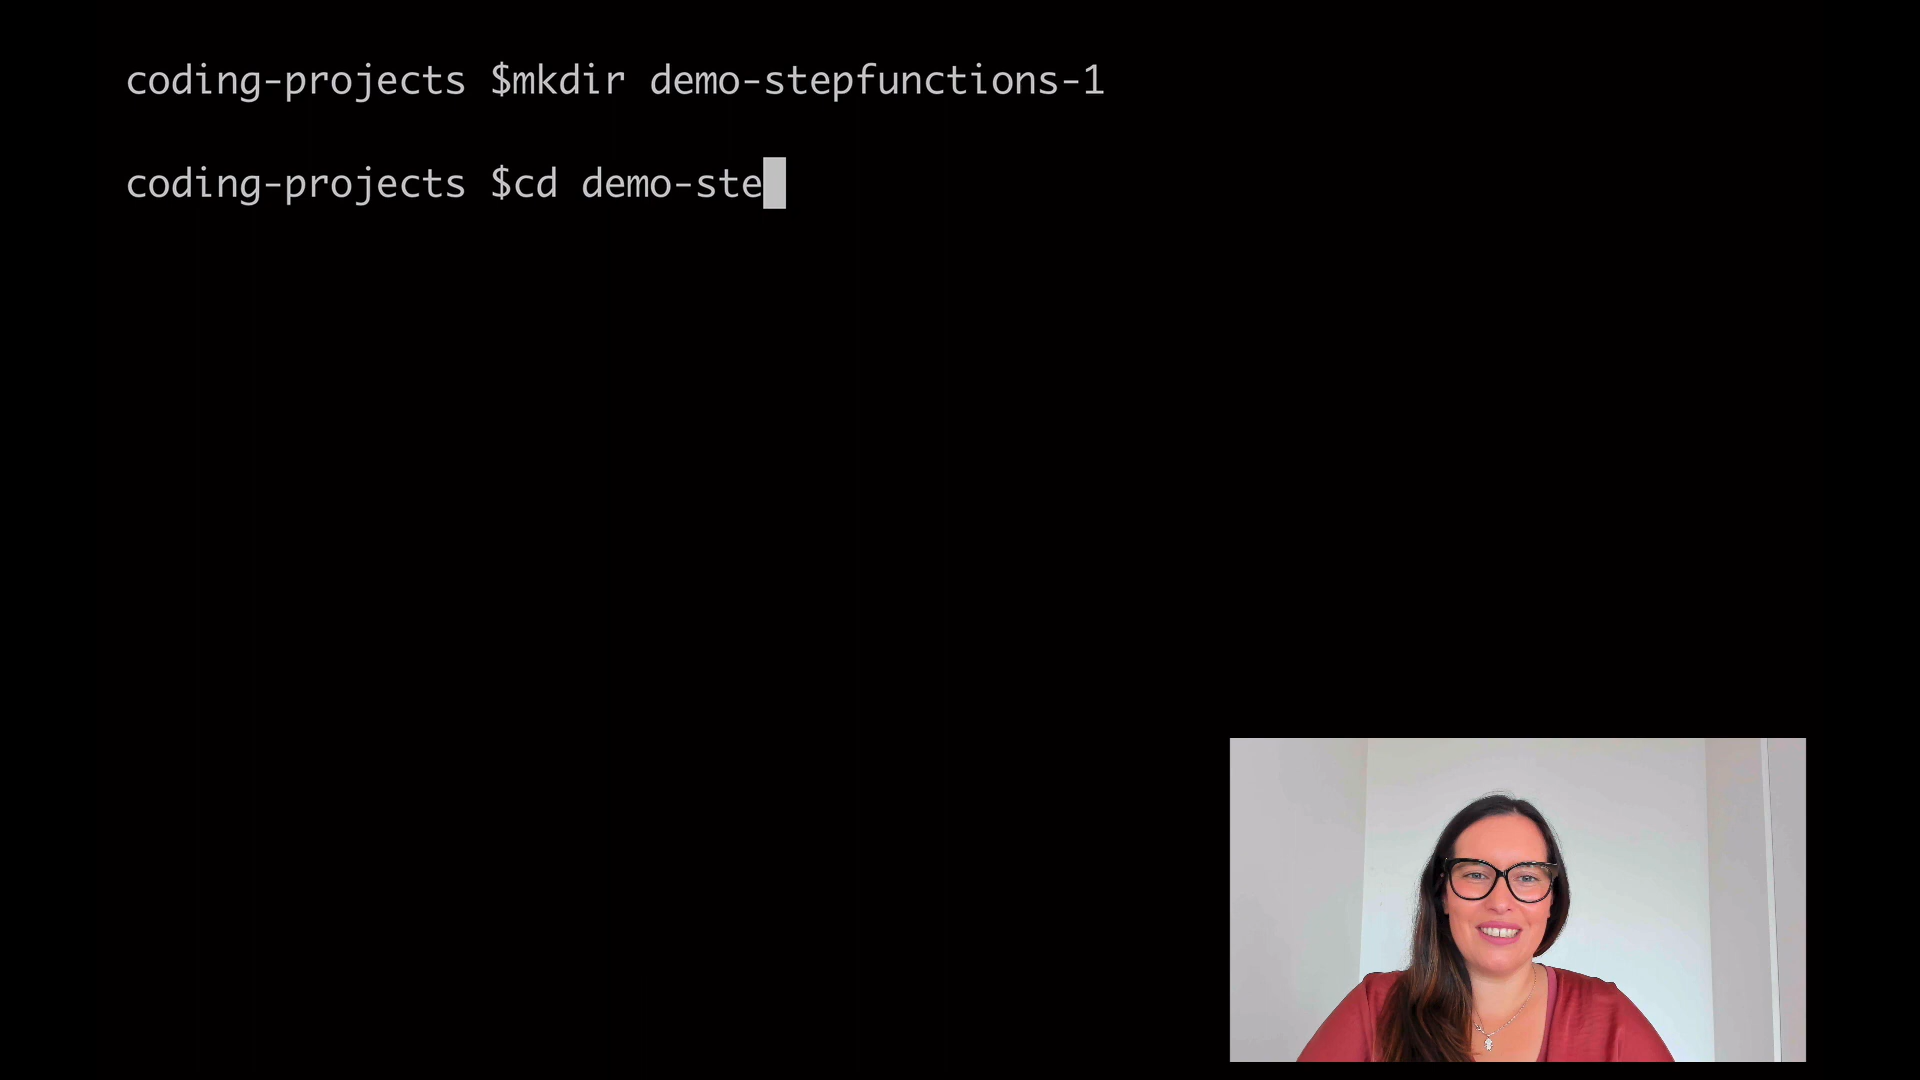 coding-projects $mkdir demo-stepfunctions-1
coding-projects $cd demo-ste